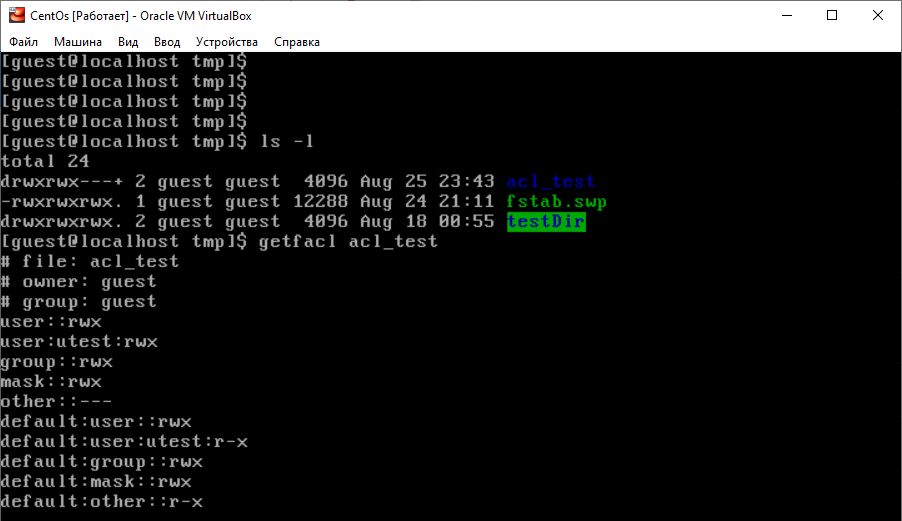 CentOs [Работает] - Oracle VM VirtualBox
Файл Машина Вид Ввод Устройства Справка
[guest@localhost tmp]$
[guest@localhost tmp]$
[guest@localhost tmp]$
[guest@localhost tmp]$
[guest@localhost tmp]$ ls -l
total 24
drwxrwx---+ 2 guest guest  4096 Aug 25 23:43 acl_test
-rwxrwxrwx. 1 guest guest 12288 Aug 24 21:11 fstab.swp
drwxrwxrwx. 2 guest guest  4096 Aug 18 00:55 testDir
[guest@localhost tmp]$ getfacl acl_test
# file: acl_test
# owner: guest
# group: guest
user::rwx
user:utest:rwx
group::rwx
mask::rwx
other::---
default:user::rwx
default:user:utest:r-x
default:group::rwx
default:mask::rwx
default:other::r-x